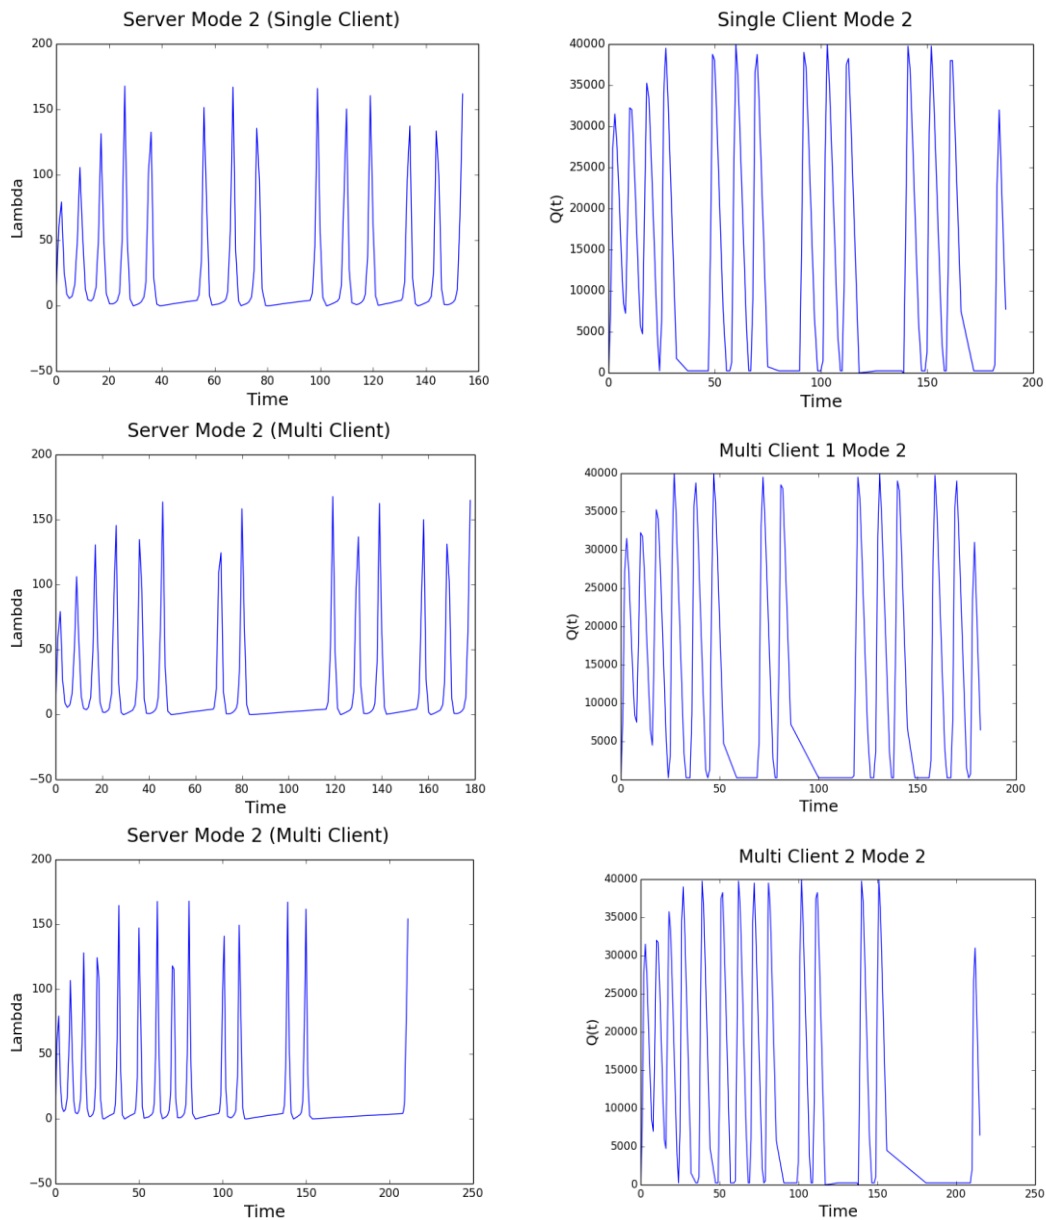 Server Mode 2 (Single Client)
200
150
100
50
0
−50
Lambda
0 20 40 60 80 100 120 140 160
Time
Single Client Mode 2
40000
35000
30000
25000
20000
15000
10000
5000
0
Q(t)
0 50 100 150 200
Time
Server Mode 2 (Multi Client)
200
150
100
50
0
−50
Lambda
0 20 40 60 80 100 120 140 160 180
Time
Multi Client 1 Mode 2
40000
35000
30000
25000
20000
15000
10000
5000
0
Q(t)
0 50 100 150 200
Time
Server Mode 2 (Multi Client)
200
150
100
50
0
−50
Lambda
0 50 100 150 200 250
Time
Multi Client 2 Mode 2
40000
35000
30000
25000
20000
15000
10000
5000
0
Q(t)
0 50 100 150 200 250
Time